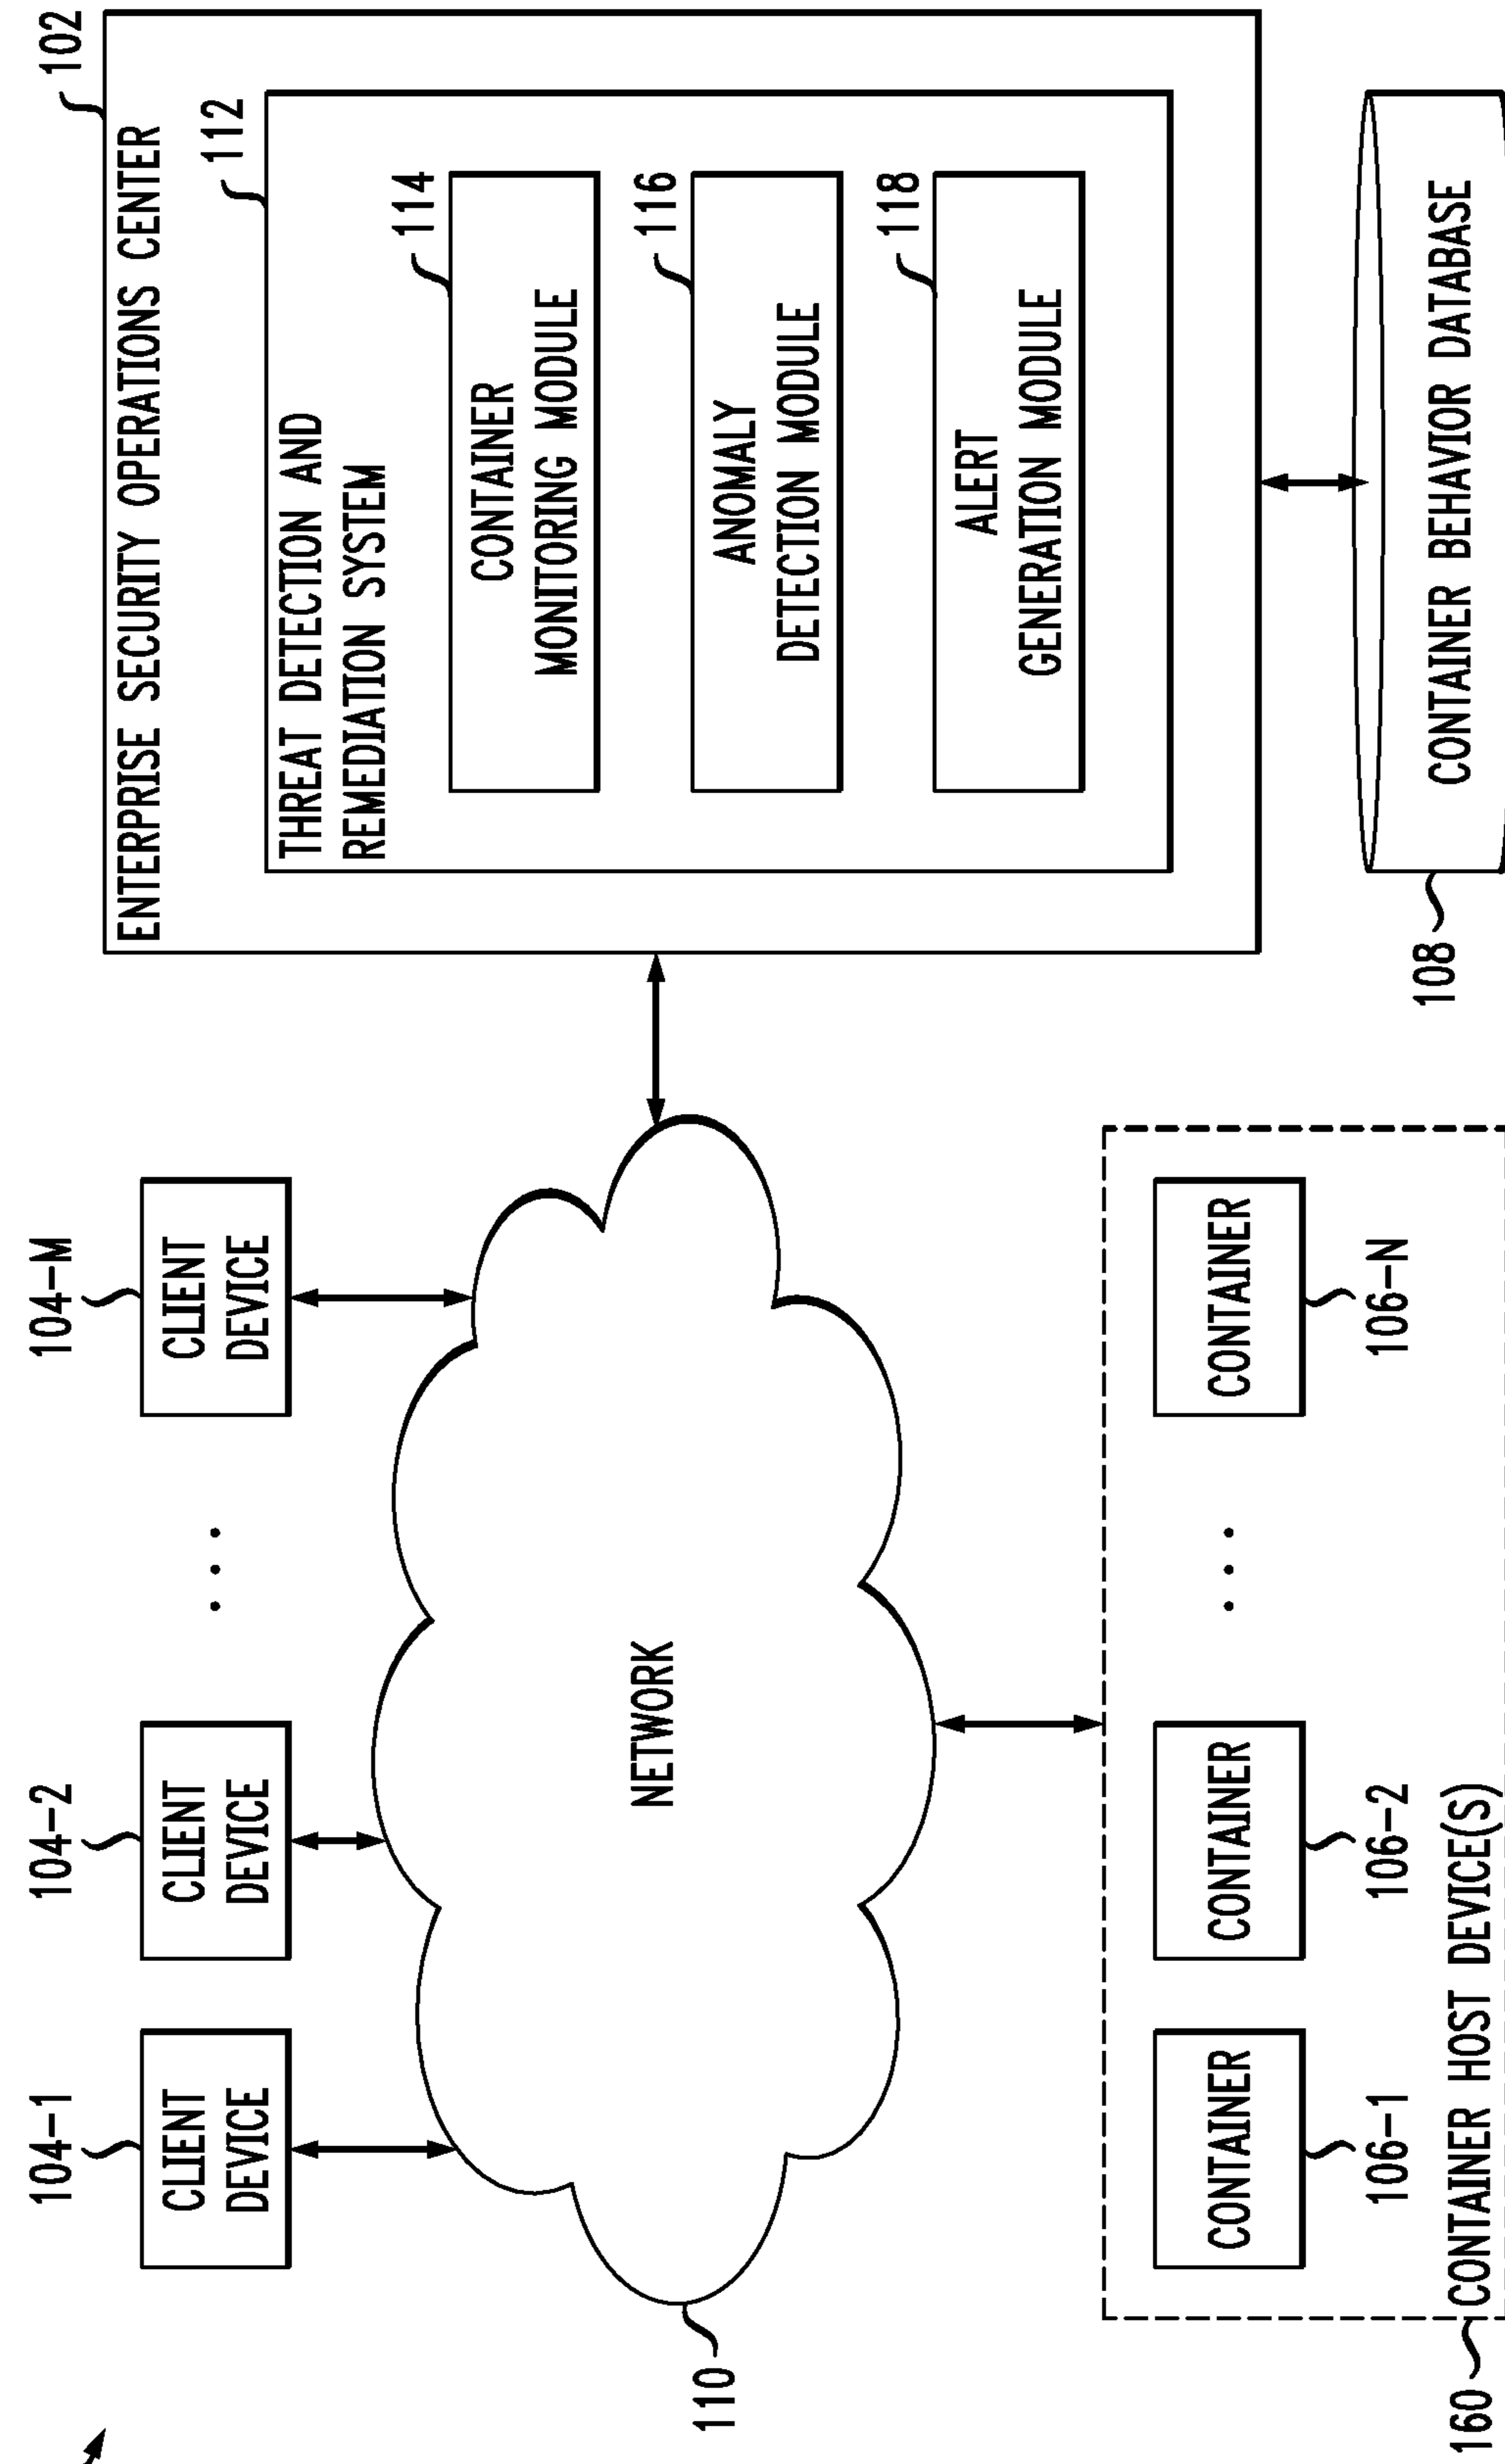 104-1
104-2
104-M
CLIENT
DEVICE
CLIENT
DEVICE
. . .
CLIENT
DEVICE
NETWORK
110
CONTAINER
CONTAINER
. . .
CONTAINER
106-1
106-2
106-N
160
CONTAINER HOST DEVICE(S)
102
ENTERPRISE SECURITY OPERATIONS CENTER
112
THREAT DETECTION AND
REMEDIATION SYSTEM
114
CONTAINER
MONITORING MODULE
116
ANOMALY
DETECTION MODULE
118
ALERT
GENERATION MODULE
108
CONTAINER BEHAVIOR DATABASE